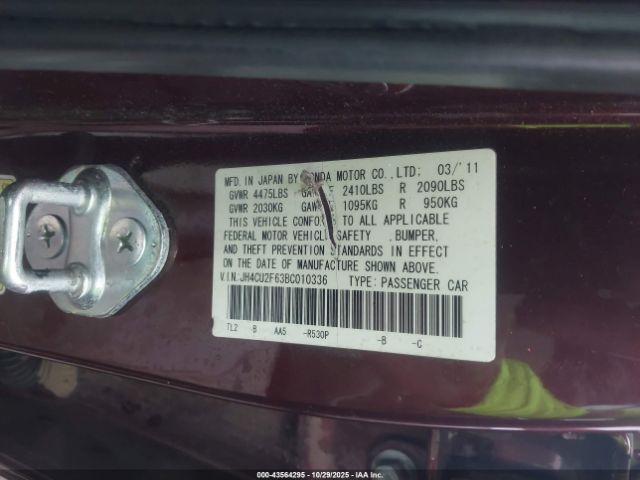 MFD. IN JAPAN BY HONDA MOTOR CO.,LTD: 03/'11
GVWR 4475LBS GAWR F 2410LBS R 2090LBS
GVWR 2030KG GAWR 1095KG R 950KG
THIS VEHICLE CONFORMS TO ALL APPLICABLE
FEDERAL MOTOR VEHICLE SAFETY ,BUMPER,
AND THEFT PREVENTION STANDARDS IN EFFECT
ON THE DATE OF MANUFACTURE SHOWN ABOVE.
V.I.N:JH4CU2F63BC010336 TYPE: PASSENGER CAR
TL2 -B AA5 -R530P -B -C
000-43564295 - 10/29/2025 - IAAI.COM